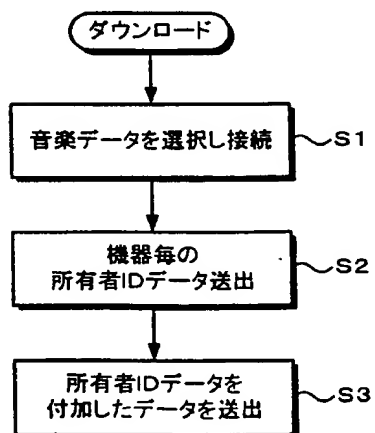 ダウンロード
音楽データを選択し接続
S1
機器毎の
所有者IDデータ送出
S2
所有者IDデータを
付加したデータを送出
S3